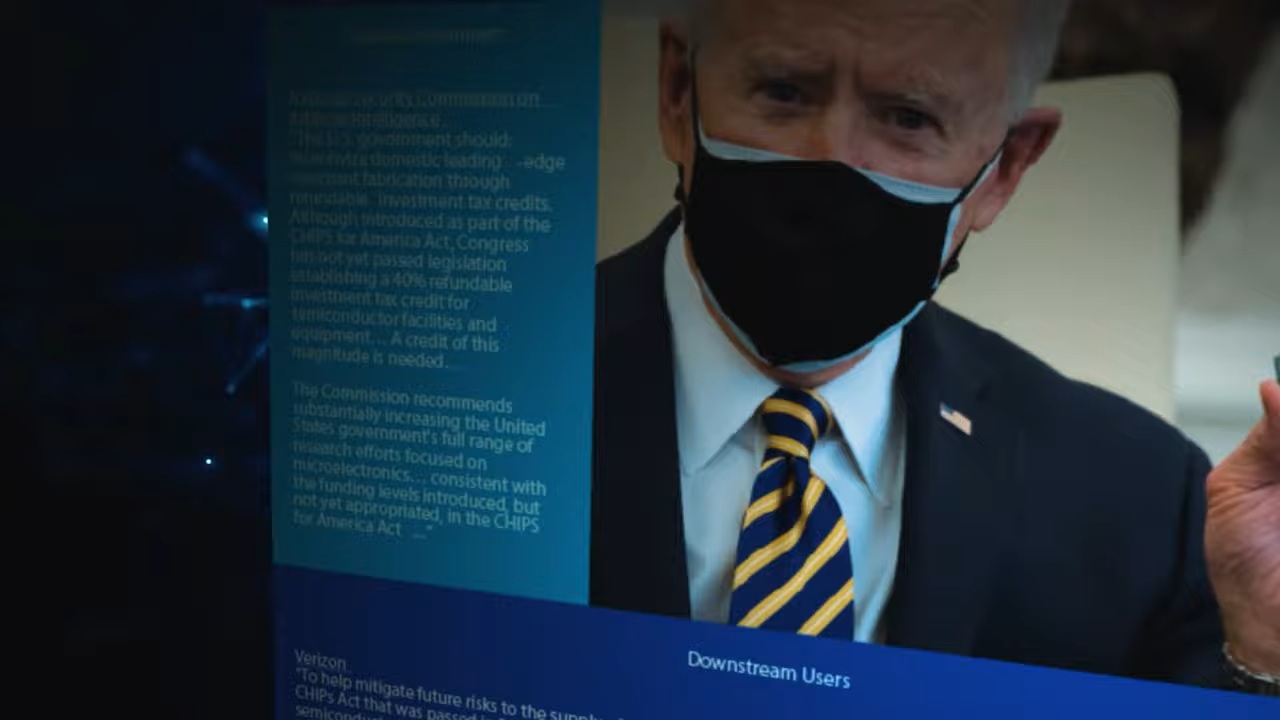 Security Commission on
Intelligence
"The U.S. government should:
domestic leading -edge
merchant fabrication through
refundable investment tax credits.
Although introduced as part of the
CHIPS for America Act, Congress
has not yet passed legislation
establishing a 40% refundable
investment tax credit for
semiconductor facilities and
equipment... A credit of this
magnitude is needed...
The Commission recommends
substantially increasing the United
States government's full range of
research efforts focused on
microelectronics... consistent with
the funding levels introduced, but
not yet appropriated, in the CHIPS
for America Act ..."
Verizon
"To help mitigate future risks to the supply
CHIPs Act that was passed
Downstream Users